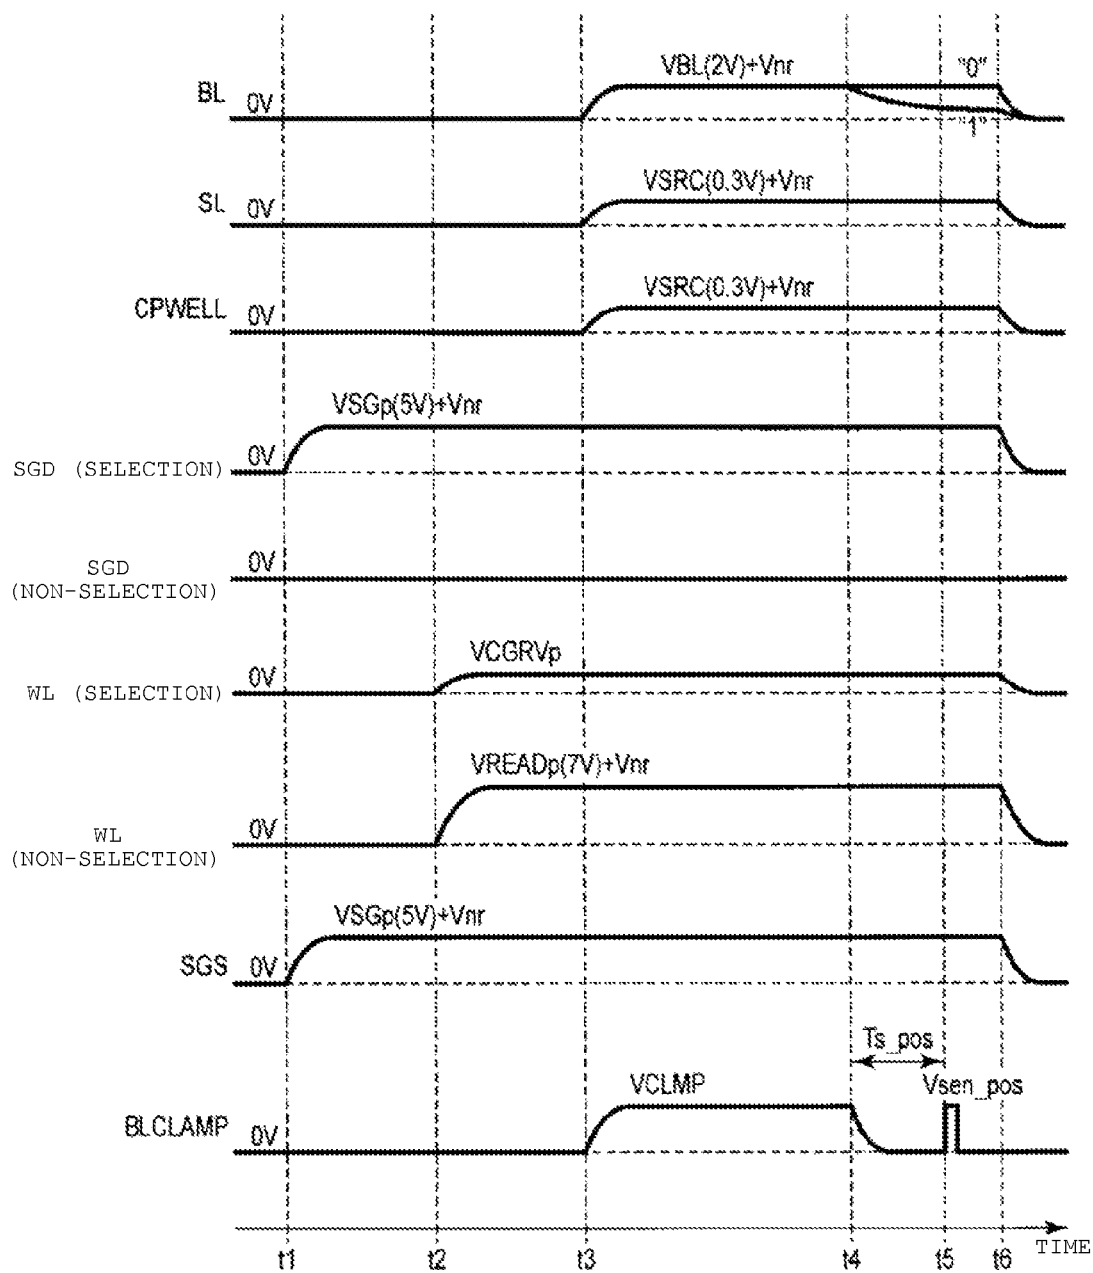 VBL(2V)+Vnr "0"
BL 0V
"1"
VSRC(0.3V)+Vnr
SL 0V
VSRC(0.3V)+Vnr
CPWELL 0V
VSGp(5V)+Vnr
SGD (SELECTION) 0V
SGD
(NON-SELECTION) 0V
VCGRVp
WL (SELECTION) 0V
VREADp(7V)+Vnr
WL
(NON-SELECTION) 0V
VSGp(5V)+Vnr
SGS 0V
Ts_pos
VCLMP Vsen_pos
BLCLAMP 0V
t1 t2 t3 t4 t5 t6 TIME